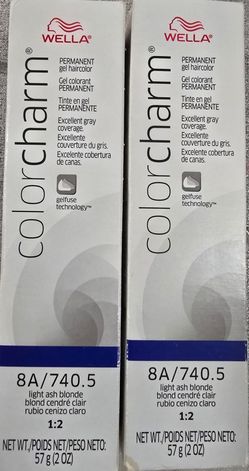 WELLA
PERMANENT
gel haircolor
Gel colorant
PERMANENT
Tinte en gel
PERMANENTE
Excellent gray
coverage.
Excellente
couverture du gris.
Excelente cobertura
de canas.
gelfuse
technology™
colorcharm®
8A/740.5
light ash blonde
blond cendré clair
rubio cenizo claro
1:2
NET WT./POIDS NET/PESO NETO:
57 g (2 OZ)
WELLA
PERMANENT
gel haircolor
Gel colorant
PERMANENT
Tinte en gel
PERMANENTE
Excellent gray
coverage.
Excellente
couverture du gris.
Excelente cobertura
de canas.
gelfuse
technology™
colorcharm®
8A/740.5
light ash blonde
blond cendré clair
rubio cenizo claro
1:2
NET WT./POIDS NET/PESO NETO:
57 g (2 OZ)